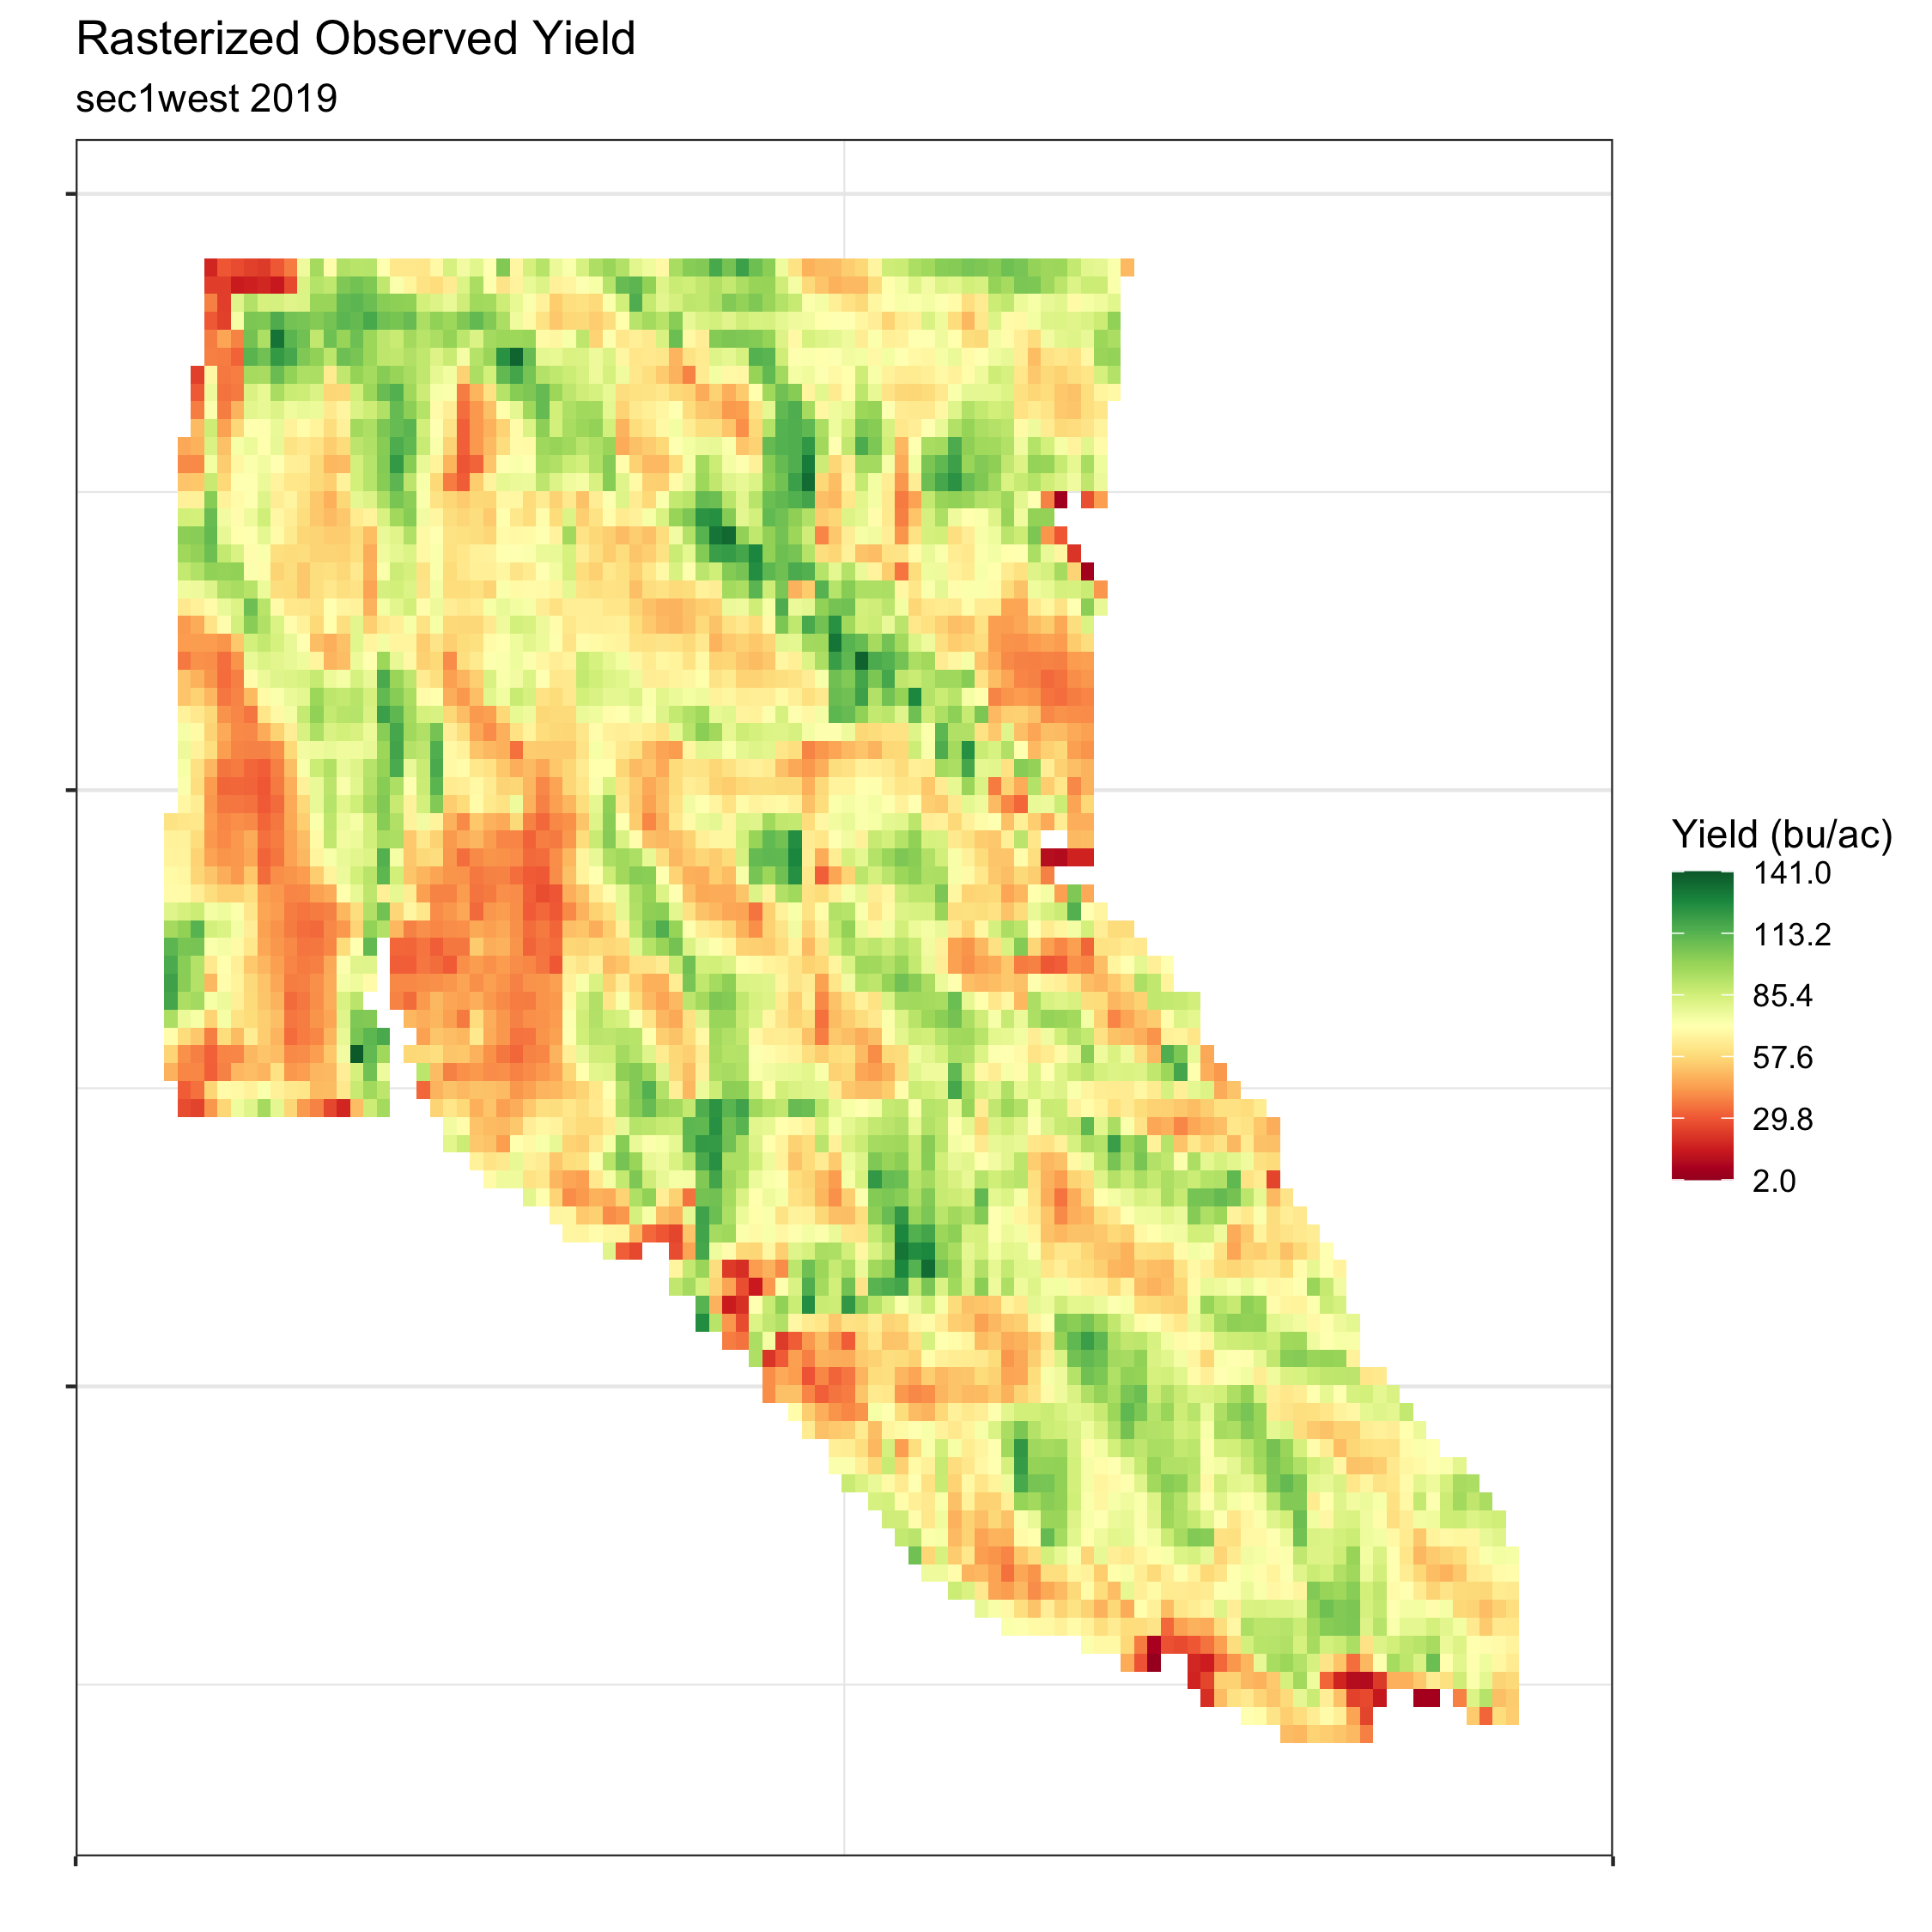 Rasterized Observed Yield
sec1west 2019
Yield (bu/ac)
141.0
113.2
85.4
57.6
29.8
2.0